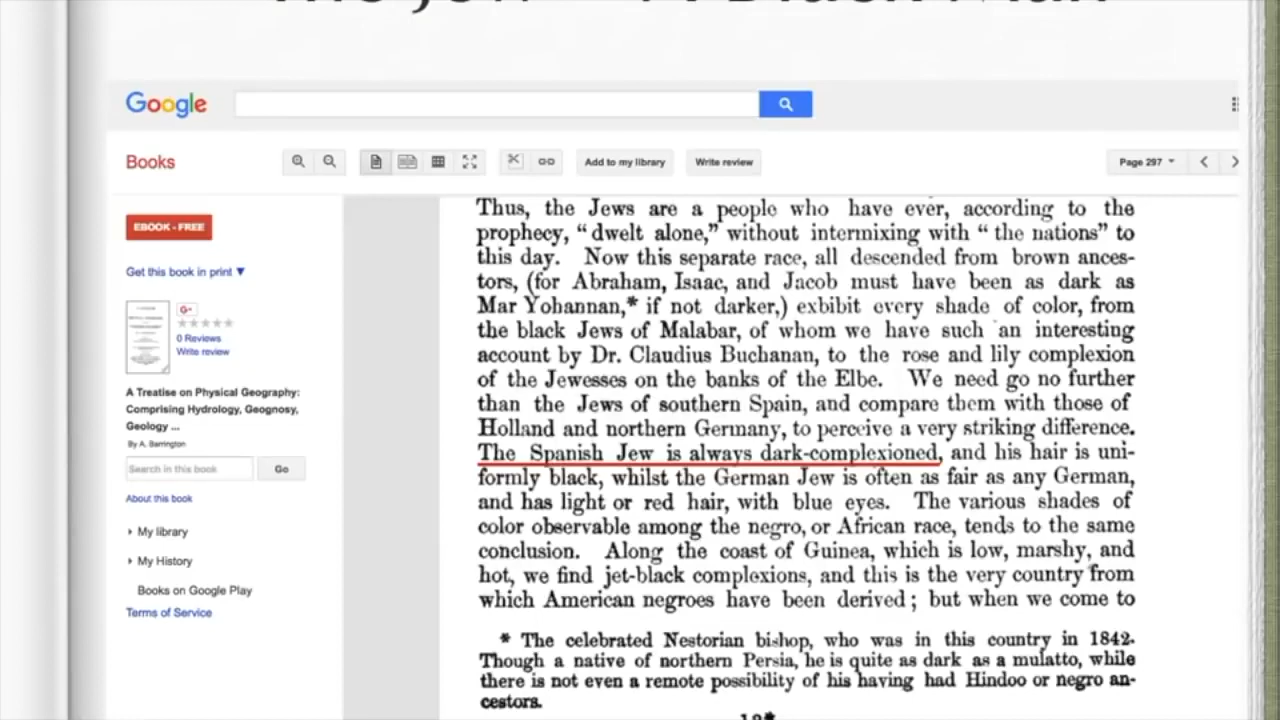 The Jew – A Black Man
Google
Books
Add to my library
Write review
Page 297
EBOOK - FREE
Get this book in print ▼
G+
0 Reviews
Write review
A Treatise on Physical Geography:
Comprising Hydrology, Geognosy,
Geology ...
By A. Barrington
Search in this book
Go
About this book
My library
My History
Books on Google Play
Terms of Service
Thus, the Jews are a people who have ever, according to the
prophecy, “dwelt alone,” without intermixing with “the nations” to
this day. Now this separate race, all descended from brown ances-
tors, (for Abraham, Isaac, and Jacob must have been as dark as
Mar Yohannan,* if not darker,) exhibit every shade of color, from
the black Jews of Malabar, of whom we have such an interesting
account by Dr. Claudius Buchanan, to the rose and lily complexion
of the Jewesses on the banks of the Elbe. We need go no further
than the Jews of southern Spain, and compare them with those of
Holland and northern Germany, to perceive a very striking difference.
The Spanish Jew is always dark-complexioned, and his hair is uni-
formly black, whilst the German Jew is often as fair as any German,
and has light or red hair, with blue eyes. The various shades of
color observable among the negro, or African race, tends to the same
conclusion. Along the coast of Guinea, which is low, marshy, and
hot, we find jet-black complexions, and this is the very country from
which American negroes have been derived; but when we come to
* The celebrated Nestorian bishop, who was in this country in 1842.
Though a native of northern Persia, he is quite as dark as a mulatto, while
there is not even a remote possibility of his having had Hindoo or negro an-
cestors.